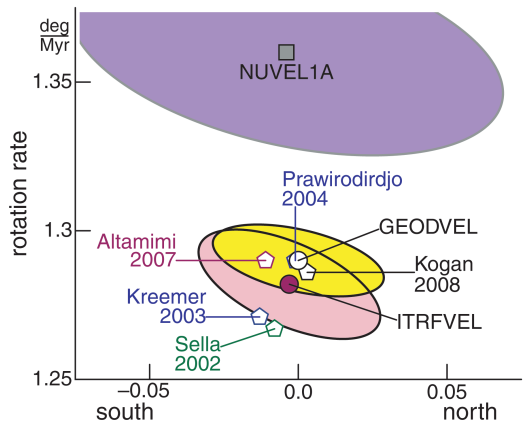 deg
Myr
1.35
NUVEL1A
rotation rate
Prawirodirdjo
2004
1.3
GEODVEL
Altamimi
2007
Kogan
2008
Kreemer
2003
ITRFVEL
Sella
2002
1.25
−0.05
0.0
0.05
south
north